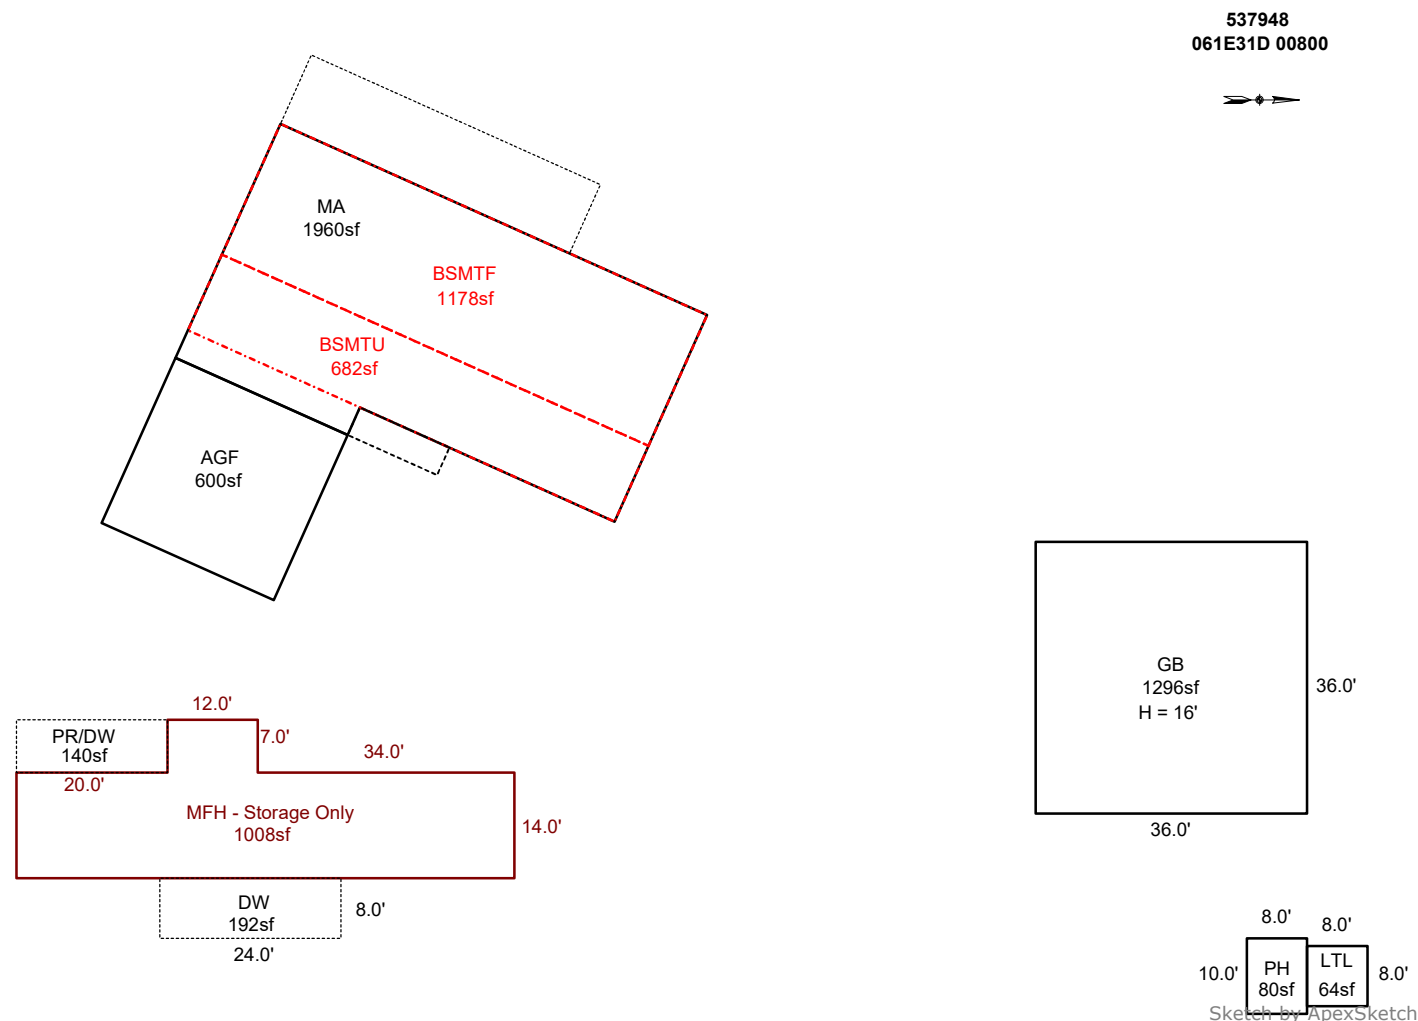 537948
061E31D 00800
MA
1960sf
BSMTF
1178sf
BSMTU
682sf
AGF
600sf
GB
1296sf
H = 16'
36.0'
36.0'
12.0'
7.0'
34.0'
PR/DW
140sf
20.0'
MFH - Storage Only
1008sf
14.0'
DW
192sf
8.0'
24.0'
8.0'
8.0'
10.0'
PH
80sf
LTL
64sf
8.0'
Sketch by ApexSketch